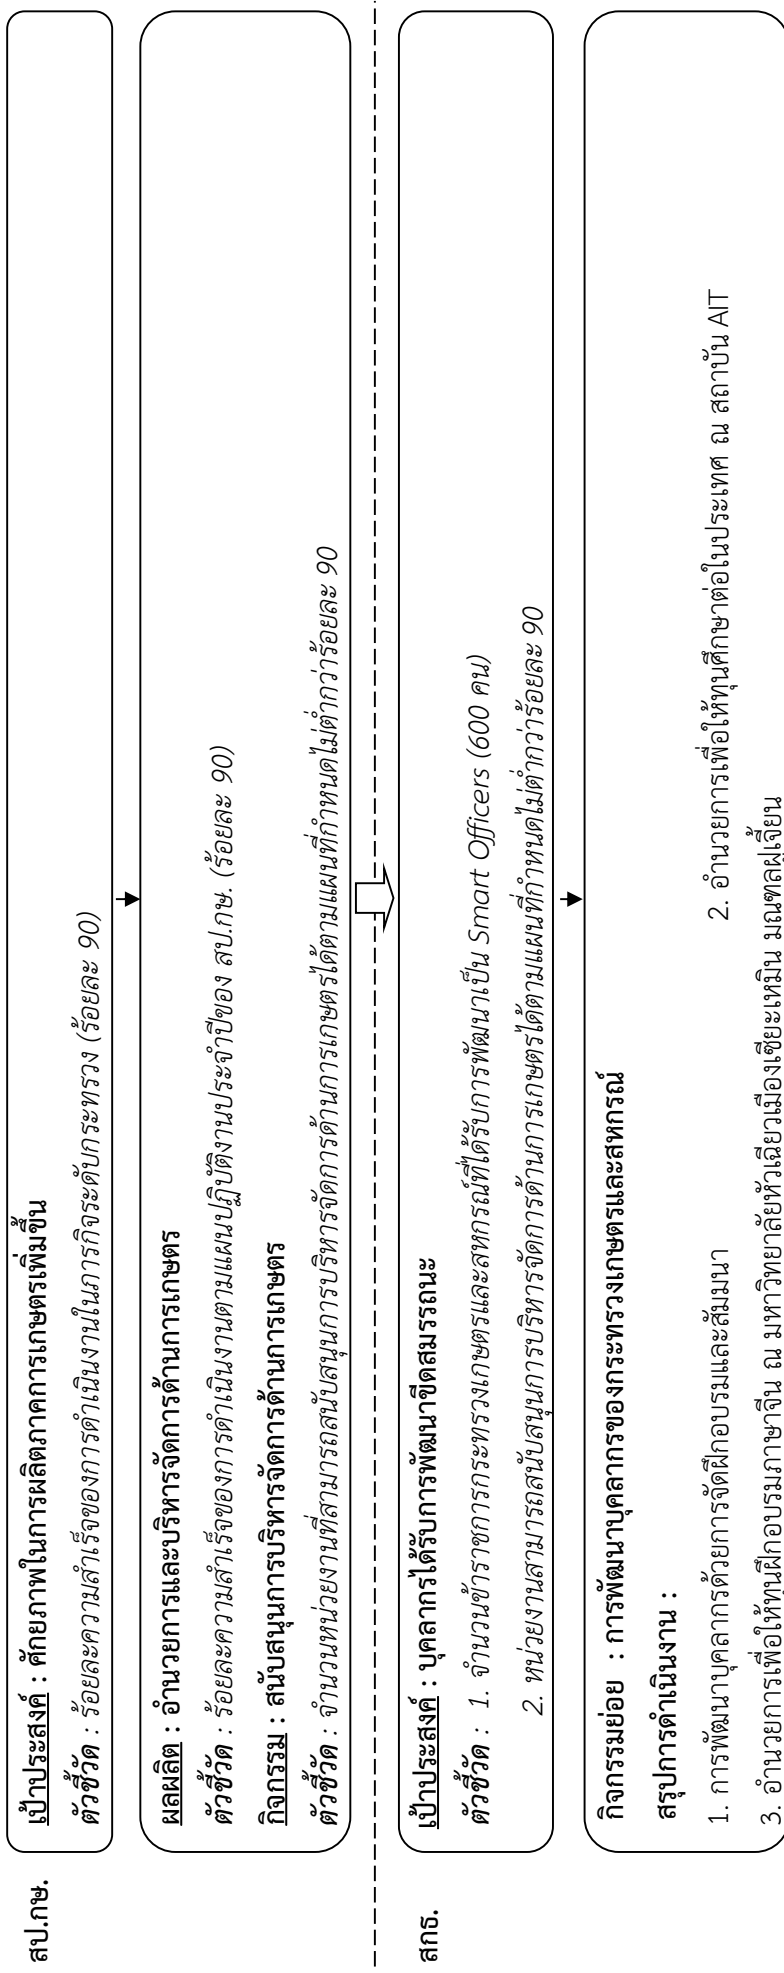 สป.กษ.
เป้าประสงค์ : ศักยภาพในการผลิตภาคการเกษตรเพิ่มขึ้น
ตัวชี้วัด : ร้อยละความสำเร็จของการดำเนินงานในภารกิจระดับกระทรวง (ร้อยละ 90)
ผลผลิต : อำนวยการและบริหารจัดการด้านการเกษตร
ตัวชี้วัด : ร้อยละความสำเร็จของการดำเนินงานตามแผนปฏิบัติงานประจำปีของ สป.กษ. (ร้อยละ 90)
กิจกรรม : สนับสนุนการบริหารจัดการด้านการเกษตร
ตัวชี้วัด : จำนวนหน่วยงานที่สามารถสนับสนุนการบริหารจัดการด้านการเกษตรได้ตามแผนที่กำหนดไม่ต่ำกว่าร้อยละ 90
สกธ.
เป้าประสงค์ : บุคลากรได้รับการพัฒนาขีดสมรรถนะ
ตัวชี้วัด : 1. จำนวนข้าราชการกระทรวงเกษตรและสหกรณ์ที่ได้รับการพัฒนาเป็น Smart Officers (600 คน)
2. หน่วยงานสามารถสนับสนุนการบริหารจัดการด้านการเกษตรได้ตามแผนที่กำหนดไม่ต่ำกว่าร้อยละ 90
กิจกรรมย่อย : การพัฒนาบุคลากรของกระทรวงเกษตรและสหกรณ์
สรุปการดำเนินงาน :
1. การพัฒนาบุคลากรด้วยการจัดฝึกอบรมและสัมมนา 2. อำนวยการเพื่อให้ทุนศึกษาต่อในประเทศ ณ สถาบัน AIT
3. อำนวยการเพื่อให้ทุนฝึกอบรมภาษาจีน ณ มหาวิทยาลัยหัวเฉียวเมืองเซียะเหมิน มณฑลฝูเจี้ยน